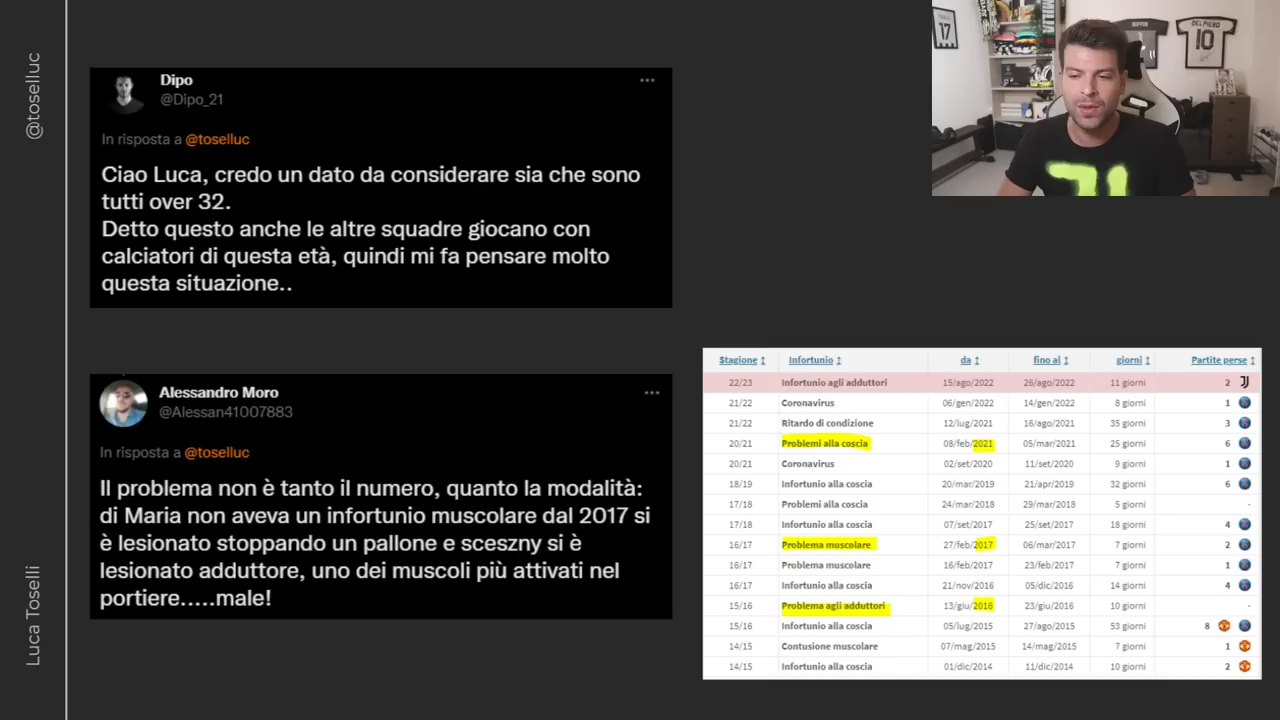 @toselluc
Luca Toselli
Dipo
@Dipo_21
In risposta a @toselluc
Ciao Luca, credo un dato da considerare sia che sono
tutti over 32.
Detto questo anche le altre squadre giocano con
calciatori di questa età, quindi mi fa pensare molto
questa situazione..
Alessandro Moro
@Alessan41007883
In risposta a @toselluc
Il problema non è tanto il numero, quanto la modalità:
di Maria non aveva un infortunio muscolare dal 2017 si
è lesionato stoppando un pallone e sceszny si è
lesionato adduttore, uno dei muscoli più attivati nel
portiere.....male!
17
DEL PIERO
10
Stagione Infortunio da fino al giorni Partite perse
22/23 Infortunio agli adduttori 15/ago/2022 26/ago/2022 11 giorni 2
21/22 Coronavirus 06/gen/2022 14/gen/2022 8 giorni 1
21/22 Ritardo di condizione 12/lug/2021 16/ago/2021 35 giorni 3
20/21 Problemi alla coscia 08/feb/2021 05/mar/2021 25 giorni 6
20/21 Coronavirus 02/set/2020 11/set/2020 9 giorni 1
18/19 Infortunio alla coscia 20/mar/2019 21/apr/2019 32 giorni 6
17/18 Problemi alla coscia 24/mar/2018 29/mar/2018 5 giorni -
17/18 Infortunio alla coscia 07/set/2017 25/set/2017 18 giorni 4
16/17 Problema muscolare 27/feb/2017 06/mar/2017 7 giorni 2
16/17 Problema muscolare 16/feb/2017 23/feb/2017 7 giorni 1
16/17 Infortunio alla coscia 21/nov/2016 05/dic/2016 14 giorni 4
15/16 Problema agli adduttori 13/giu/2016 23/giu/2016 10 giorni -
15/16 Infortunio alla coscia 05/lug/2015 27/ago/2015 53 giorni 8
14/15 Contusione muscolare 07/mag/2015 14/mag/2015 7 giorni 1
14/15 Infortunio alla coscia 01/dic/2014 11/dic/2014 10 giorni 2